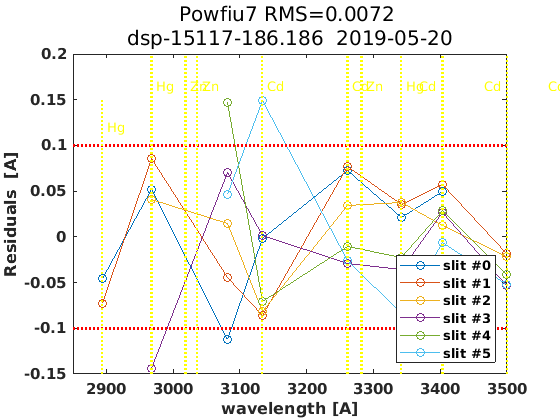 Powfiu7 RMS=0.0072
dsp-15117-186.186 2019-05-20
0.2
0.15
0.1
0.05
0
-0.05
-0.1
-0.15
Residuals [A]
Hg
Hg
Zn
Zn
Cd
Cd
Zn
Hg
Cd
Cd
slit #0
slit #1
slit #2
slit #3
slit #4
slit #5
2900
3000
3100
3200
3300
3400
3500
wavelength [A]